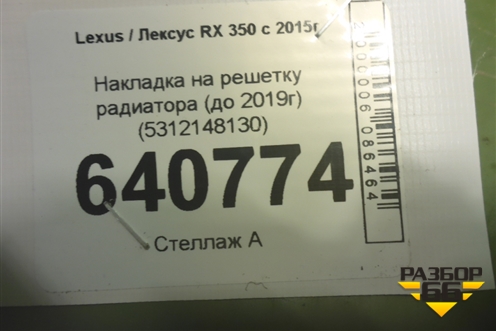 Lexus / Лексус RX 350 с 2015г
Накладка на решетку
радиатора (до 2019г)
(5312148130)
640774
Стеллаж А
РАЗБОР
66